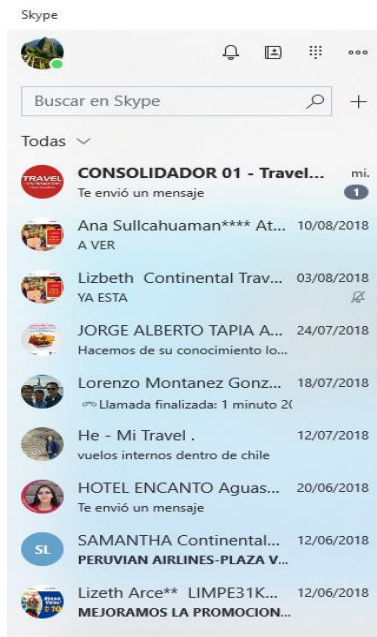 Skype
Buscar en Skype
Todas
TRAVEL
CONSOLIDADOR 01 - Travel... mi.
Te envió un mensaje 1
Ana Sullcahuaman**** At... 10/08/2018
A VER
Lizbeth Continental Trav... 03/08/2018
YA ESTA
JORGE ALBERTO TAPIA A... 24/07/2018
Hacemos de su conocimiento lo...
Lorenzo Montanez Gonz... 18/07/2018
Llamada finalizada: 1 minuto 2(
He - Mi Travel . 12/07/2018
vuelos internos dentro de chile
HOTEL ENCANTO Aguas... 20/06/2018
Te envió un mensaje
SL
SAMANTHA Continental... 12/06/2018
PERUVIAN AIRLINES-PLAZA V...
Lizeth Arce** LIMPE31K... 12/06/2018
MEJORAMOS LA PROMOCION...